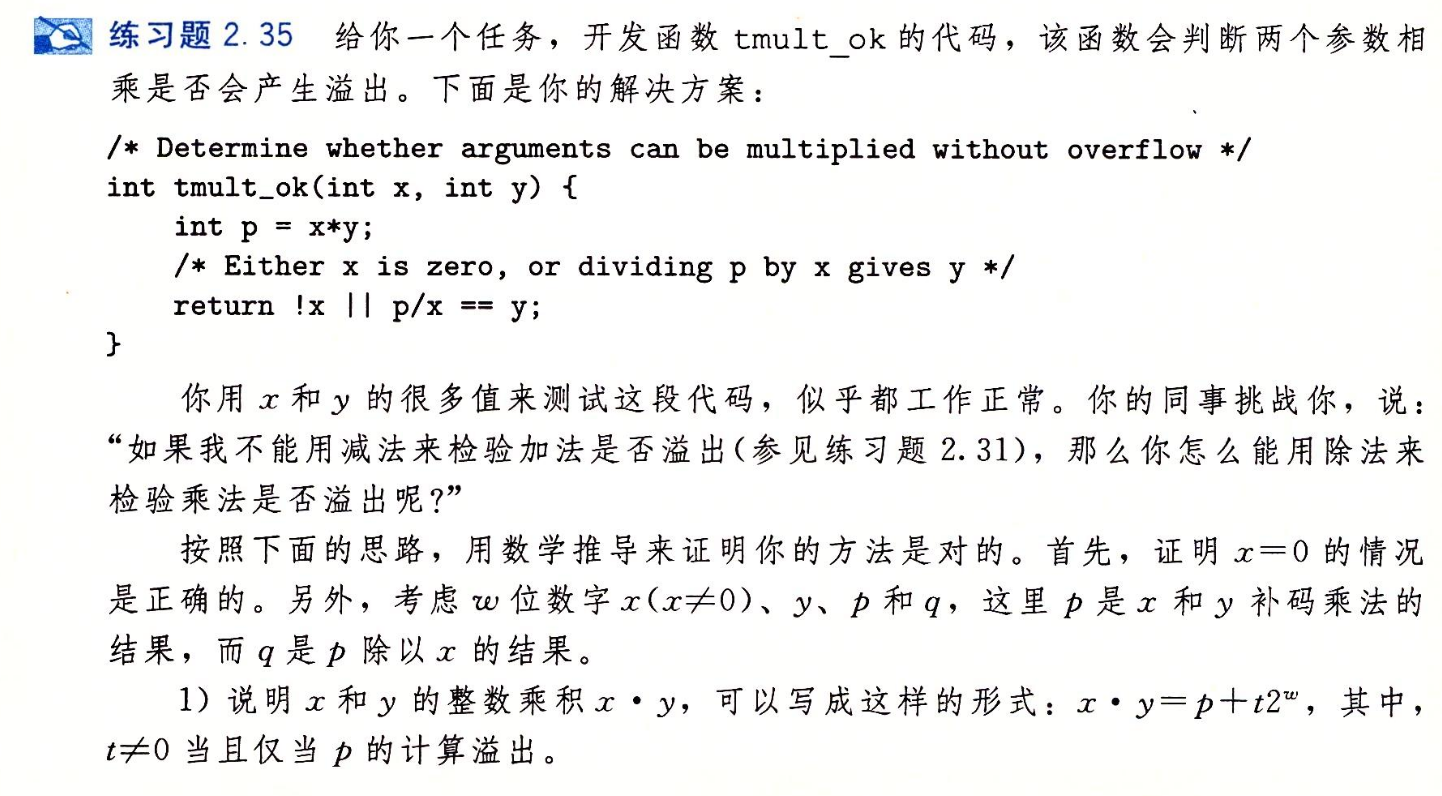 练习题 2.35 给你一个任务，开发函数 tmult_ok 的代码，该函数会判断两个参数相
乘是否会产生溢出。下面是你的解决方案：
/* Determine whether arguments can be multiplied without overflow */
int tmult_ok(int x, int y) {
    int p = x*y;
    /* Either x is zero, or dividing p by x gives y */
    return !x || p/x == y;
}
你用 x 和 y 的很多值来测试这段代码，似乎都工作正常。你的同事挑战你，说：
“如果我不能用减法来检验加法是否溢出(参见练习题 2.31)，那么你怎么能用除法来
检验乘法是否溢出呢?”
按照下面的思路，用数学推导来证明你的方法是对的。首先，证明 x＝0 的情况
是正确的。另外，考虑 w 位数字 x(x≠0)、y、p 和 q，这里 p 是 x 和 y 补码乘法的
结果，而 q 是 p 除以 x 的结果。
1) 说明 x 和 y 的整数乘积 x·y，可以写成这样的形式：x·y＝p＋t2ʷ，其中，
t≠0 当且仅当 p 的计算溢出。